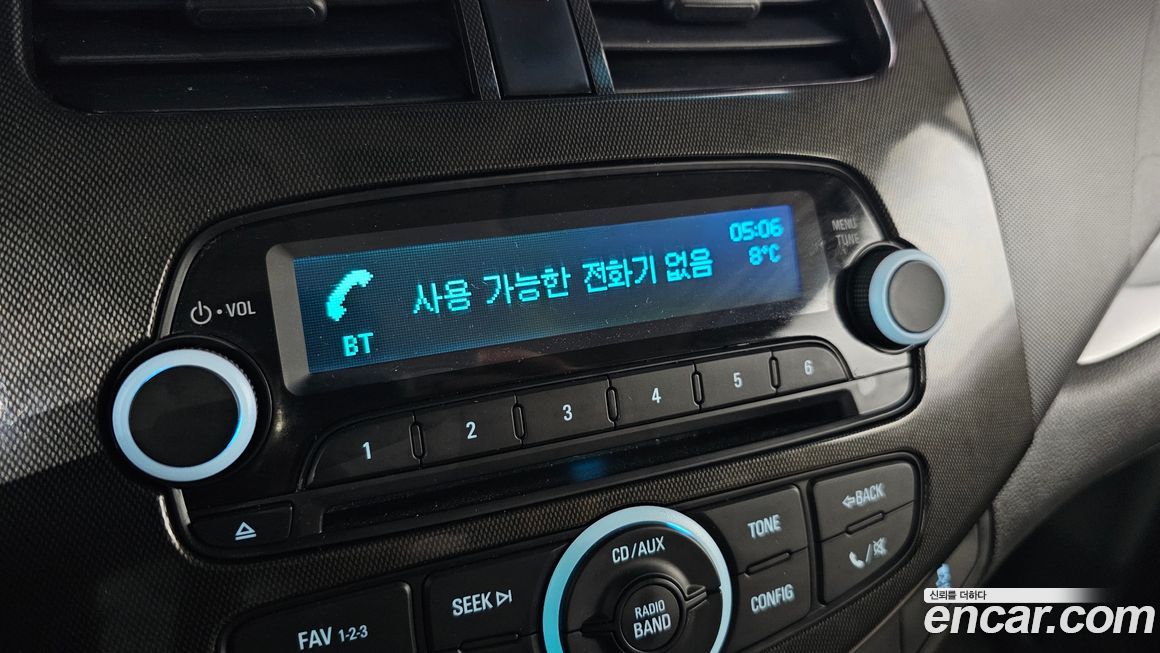 MENU
TUNE
05:06
8°C
사용 가능한 전화기 없음
BT
VOL
1 2 3 4 5 6
BACK
TONE
CD/AUX
SEEK
CONFIG
RADIO
BAND
FAV 1-2-3
신뢰를 더하다
encar.com